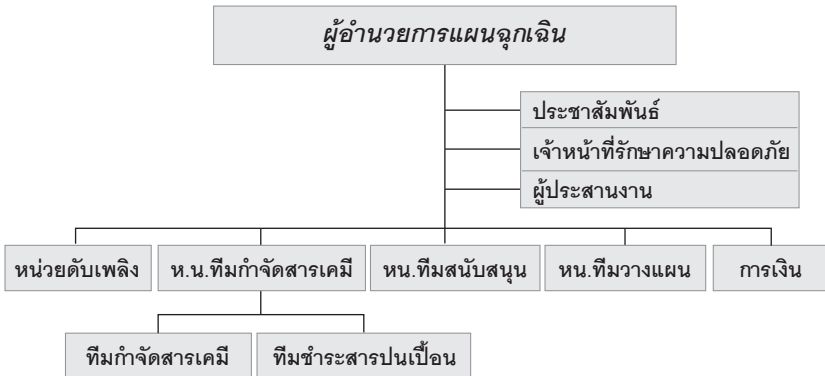 ผู้อำนวยการแผนฉุกเฉิน
ประชาสัมพันธ์
เจ้าหน้าที่รักษาความปลอดภัย
ผู้ประสานงาน
หน่วยดับเพลิง
ห.น.ทีมกำจัดสารเคมี
หน.ทีมสนับสนุน
หน.ทีมวางแผน
การเงิน
ทีมกำจัดสารเคมี
ทีมชำระสารปนเปื้อน